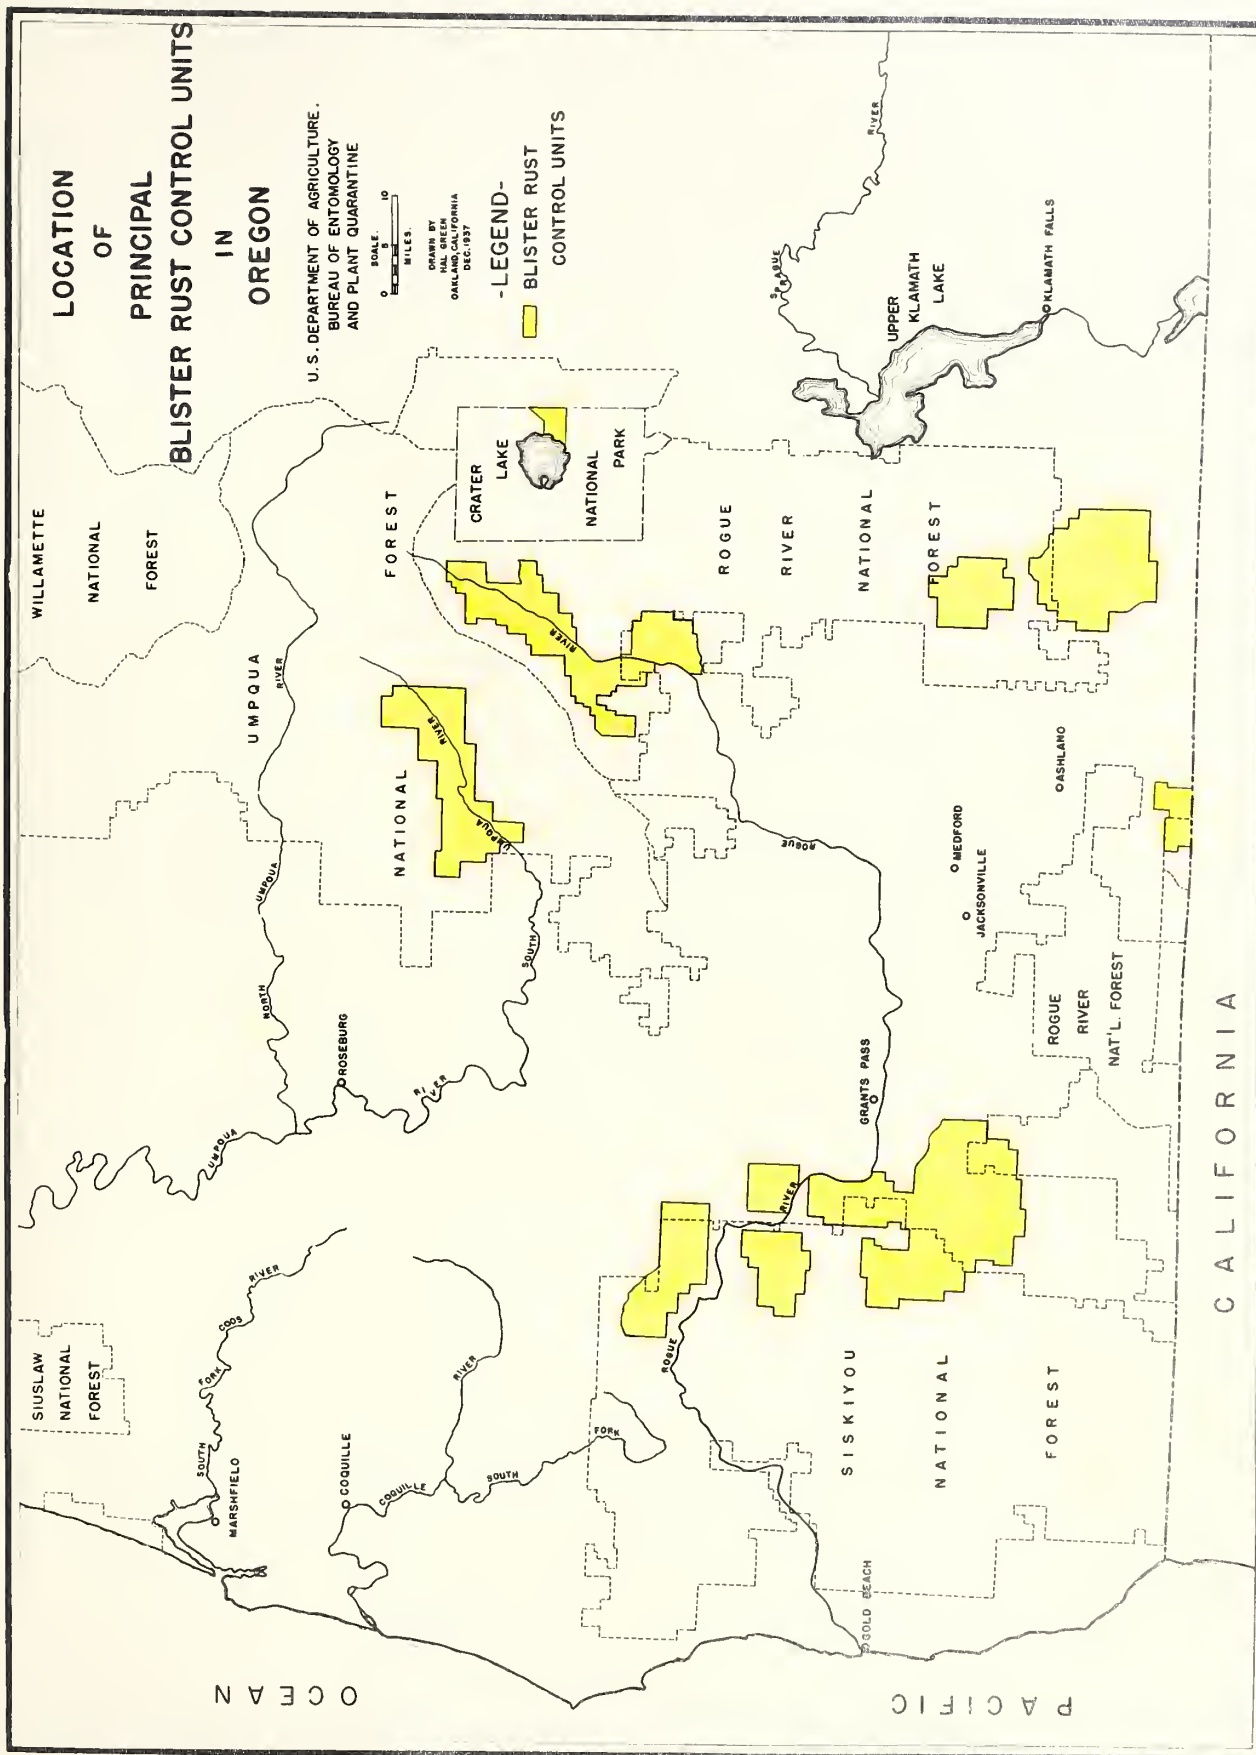 LOCATION
OF
PRINCIPAL
BLISTER RUST CONTROL UNITS
IN
OREGON
U.S. DEPARTMENT OF AGRICULTURE.
BUREAU OF ENTOMOLOGY
AND PLANT QUARANTINE
SCALE.
0 5 10
MILES.
DRAWN BY
HAL GREEN
OAKLAND, CALIFORNIA
DEC. 1937
-LEGEND-
BLISTER RUST
CONTROL UNITS
WILLAMETTE
NATIONAL
FOREST
SIUSLAW
NATIONAL
FOREST
UMPQUA
RIVER
NORTH
UMPQUA
UMPQUA
ROSEBURG
RIVER
SOUTH
UMPQUA
RIVER
NATIONAL
FOREST
CRATER
LAKE
NATIONAL
PARK
RIVER
ROGUE
RIVER
NATIONAL
FOREST
SPRAGUE
RIVER
UPPER
KLAMATH
LAKE
KLAMATH FALLS
SOUTH
FORK
COOS
RIVER
MARSHFIELD
COQUILLE
COQUILLE
RIVER
SOUTH
FORK
ROGUE
RIVER
ROGUE
GRANTS PASS
MEDFORD
JACKSONVILLE
ASHLAND
ROGUE
RIVER
NAT'L. FOREST
SISKIYOU
NATIONAL
FOREST
GOLD BEACH
PACIFIC
OCEAN
CALIFORNIA